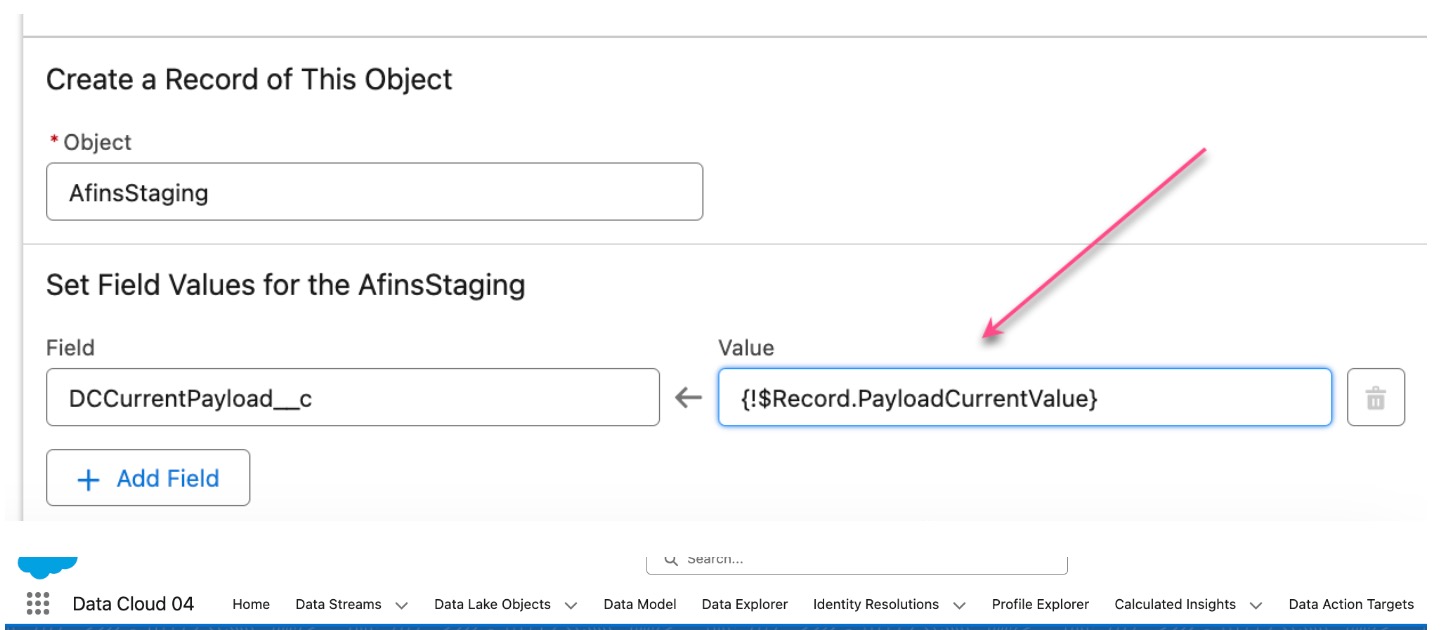 Create a Record of This Object
* Object
AfinsStaging
Set Field Values for the AfinsStaging
Field
Value
DCCurrentPayload__c
{!$Record.PayloadCurrentValue}
Add Field
Search...
Data Cloud 04 Home Data Streams Data Lake Objects Data Model Data Explorer Identity Resolutions Profile Explorer Calculated Insights Data Action Targets